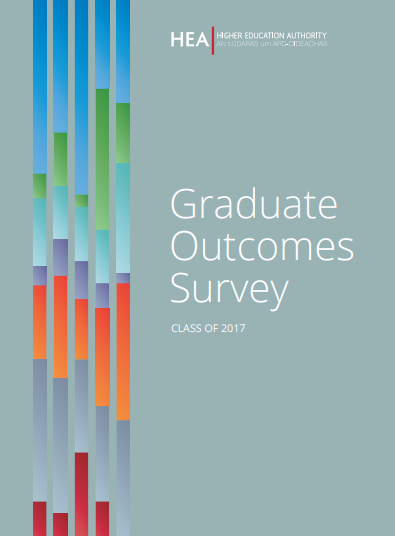 HEA HIGHER EDUCATION AUTHORITY
AN tÚDARÁS um ARD-OIDEACHAS
Graduate
Outcomes
Survey
CLASS OF 2017